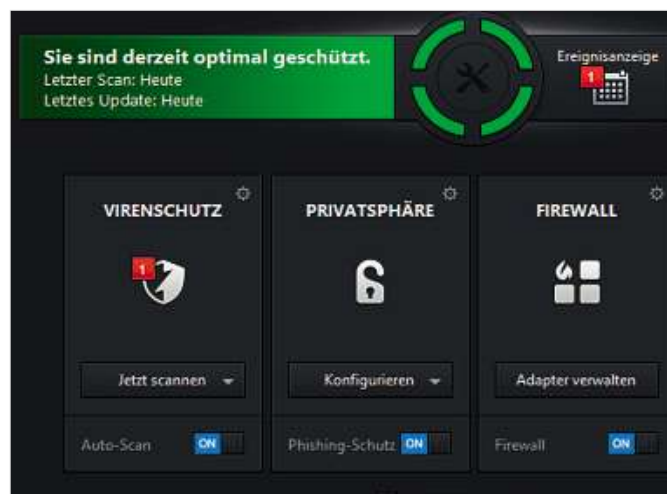 Sie sind derzeit optimal geschützt.
Letzter Scan: Heute
Letztes Update: Heute
Ereignisanzeige
1
VIRENSCHUTZ
1
Jetzt scannen
Auto-Scan ON
PRIVATSPHÄRE
Konfigurieren
Phishing-Schutz ON
FIREWALL
Adapter verwalten
Firewall ON